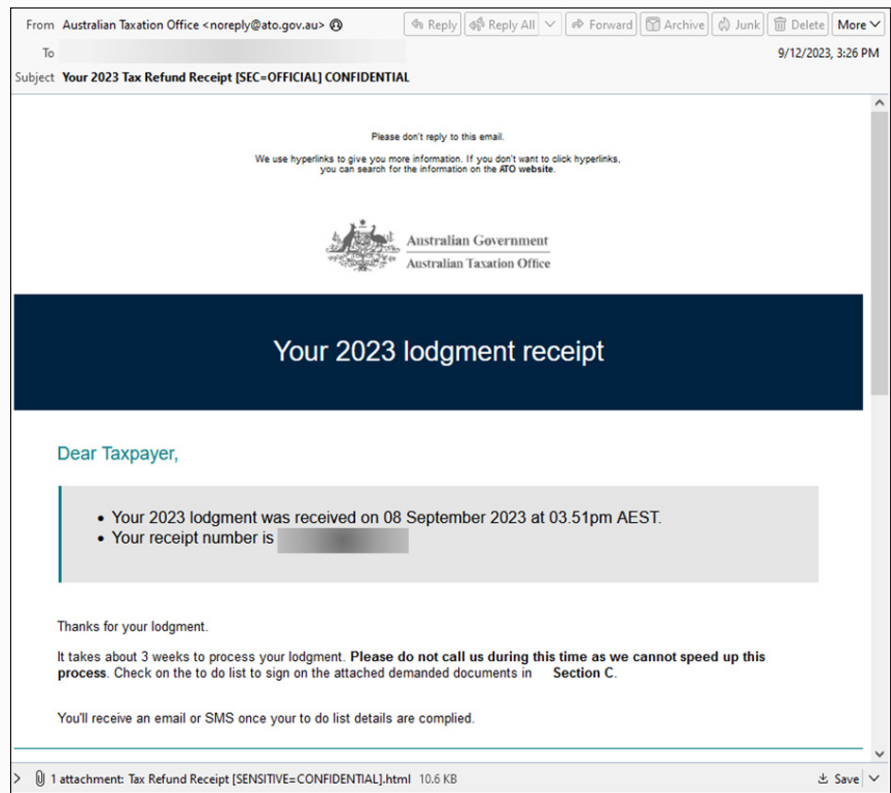 From Australian Taxation Office <noreply@ato.gov.au> Reply Reply All Forward Archive Junk Delete More
To 9/12/2023, 3:26 PM
Subject Your 2023 Tax Refund Receipt [SEC=OFFICIAL] CONFIDENTIAL
Please don't reply to this email.
We use hyperlinks to give you more information. If you don't want to click hyperlinks,
you can search for the information on the ATO website.
Australian Government
Australian Taxation Office
Your 2023 lodgment receipt
Dear Taxpayer,
• Your 2023 lodgment was received on 08 September 2023 at 03.51pm AEST.
• Your receipt number is
Thanks for your lodgment.
It takes about 3 weeks to process your lodgment. Please do not call us during this time as we cannot speed up this
process. Check on the to do list to sign on the attached demanded documents in Section C.
You'll receive an email or SMS once your to do list details are complied.
1 attachment: Tax Refund Receipt [SENSITIVE=CONFIDENTIAL].html 10.6 KB Save